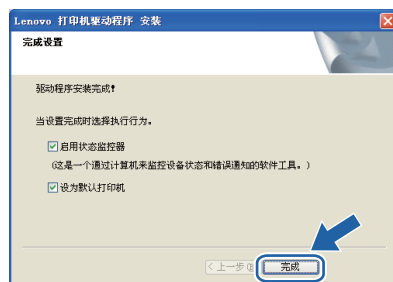 Lenovo 打印机驱动程序 安装
完成设置
驱动程序安装完成!
当设置完成时选择执行行为。
启用状态监控器
(这是一个通过计算机来监控设备状态和错误通知的软件工具。)
设为默认打印机
<上一步(B) 完成